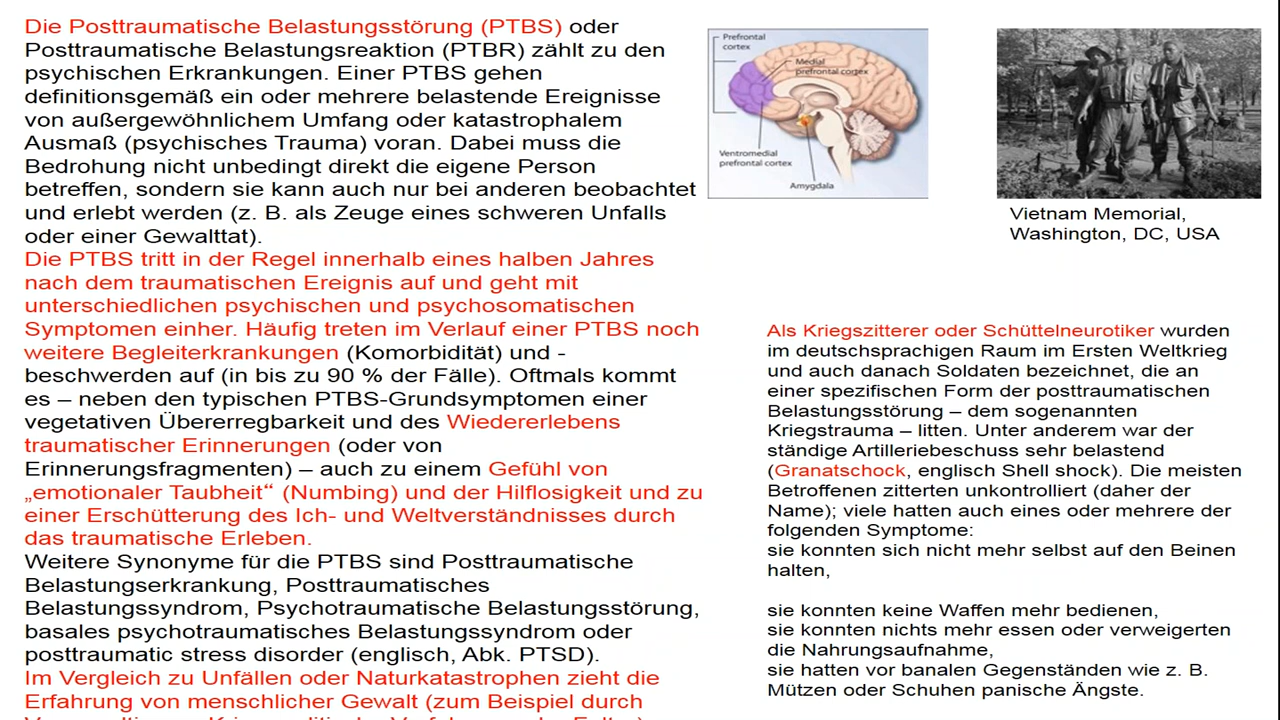 Die Posttraumatische Belastungsstörung (PTBS) oder
Posttraumatische Belastungsreaktion (PTBR) zählt zu den
psychischen Erkrankungen. Einer PTBS gehen
definitionsgemäß ein oder mehrere belastende Ereignisse
von außergewöhnlichem Umfang oder katastrophalem
Ausmaß (psychisches Trauma) voran. Dabei muss die
Bedrohung nicht unbedingt direkt die eigene Person
betreffen, sondern sie kann auch nur bei anderen beobachtet
und erlebt werden (z. B. als Zeuge eines schweren Unfalls
oder einer Gewalttat).
Die PTBS tritt in der Regel innerhalb eines halben Jahres
nach dem traumatischen Ereignis auf und geht mit
unterschiedlichen psychischen und psychosomatischen
Symptomen einher. Häufig treten im Verlauf einer PTBS noch
weitere Begleiterkrankungen (Komorbidität) und -
beschwerden auf (in bis zu 90 % der Fälle). Oftmals kommt
es – neben den typischen PTBS-Grundsymptomen einer
vegetativen Übererregbarkeit und des Wiedererlebens
traumatischer Erinnerungen (oder von
Erinnerungsfragmenten) – auch zu einem Gefühl von
„emotionaler Taubheit“ (Numbing) und der Hilflosigkeit und zu
einer Erschütterung des Ich- und Weltverständnisses durch
das traumatische Erleben.
Weitere Synonyme für die PTBS sind Posttraumatische
Belastungserkrankung, Posttraumatisches
Belastungssyndrom, Psychotraumatische Belastungsstörung,
basales psychotraumatisches Belastungssyndrom oder
posttraumatic stress disorder (englisch, Abk. PTSD).
Im Vergleich zu Unfällen oder Naturkatastrophen zieht die
Erfahrung von menschlicher Gewalt (zum Beispiel durch
Prefrontal
cortex
Medial
prefrontal cortex
Ventromedial
prefrontal cortex
Amygdala
Vietnam Memorial,
Washington, DC, USA
Als Kriegszitterer oder Schüttelneurotiker wurden
im deutschsprachigen Raum im Ersten Weltkrieg
und auch danach Soldaten bezeichnet, die an
einer spezifischen Form der posttraumatischen
Belastungsstörung – dem sogenannten
Kriegstrauma – litten. Unter anderem war der
ständige Artilleriebeschuss sehr belastend
(Granatschock, englisch Shell shock). Die meisten
Betroffenen zitterten unkontrolliert (daher der
Name); viele hatten auch eines oder mehrere der
folgenden Symptome:
sie konnten sich nicht mehr selbst auf den Beinen
halten,
sie konnten keine Waffen mehr bedienen,
sie konnten nichts mehr essen oder verweigerten
die Nahrungsaufnahme,
sie hatten vor banalen Gegenständen wie z. B.
Mützen oder Schuhen panische Ängste.